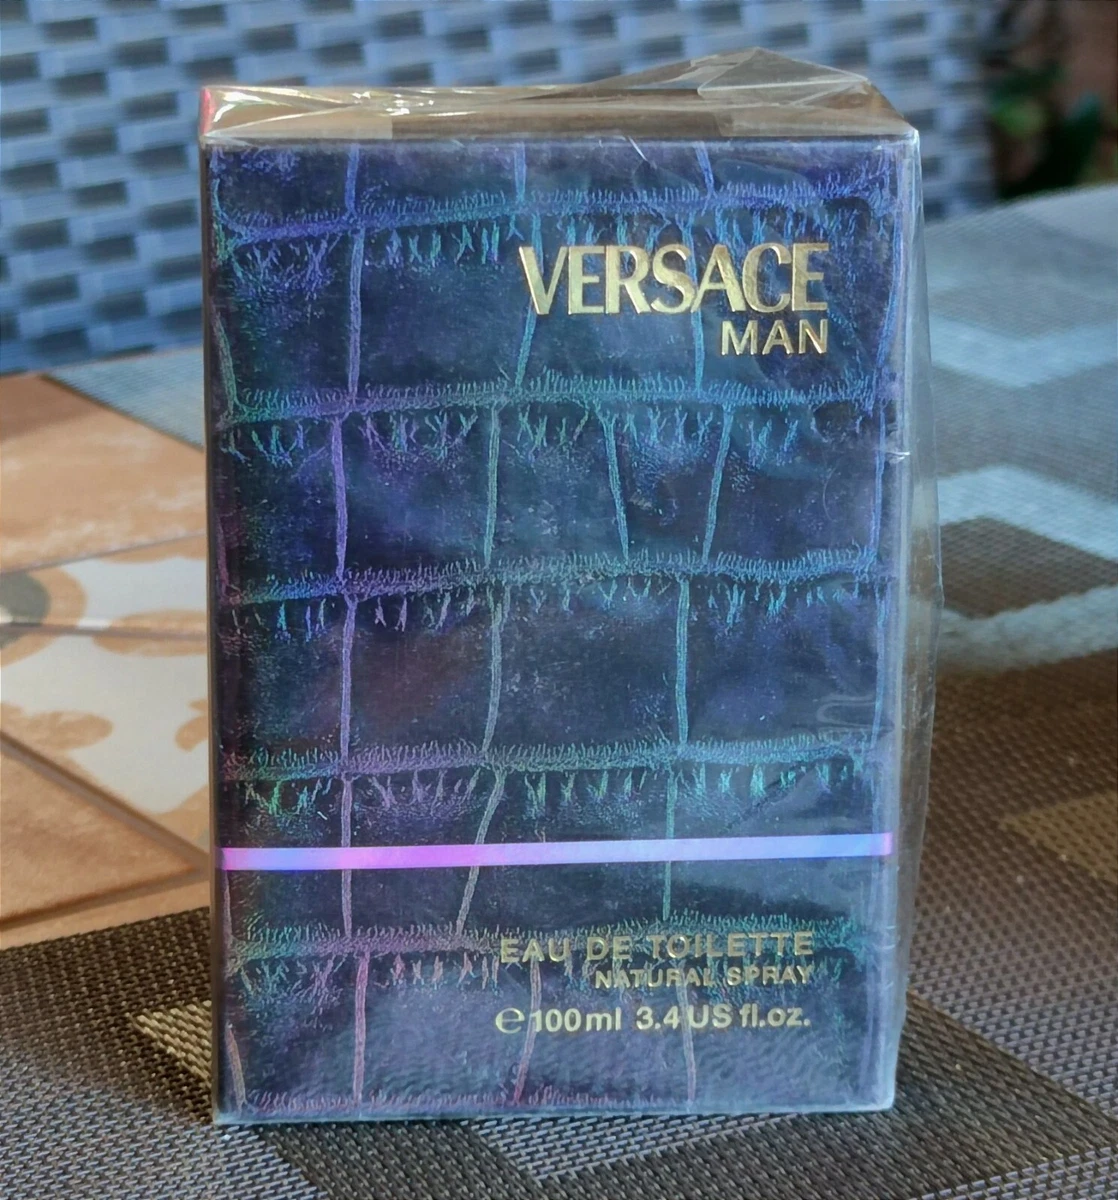 VERSACE
MAN
EAU DE TOILETTE
NATURAL SPRAY
℮ 100ml 3.4 US fl.oz.